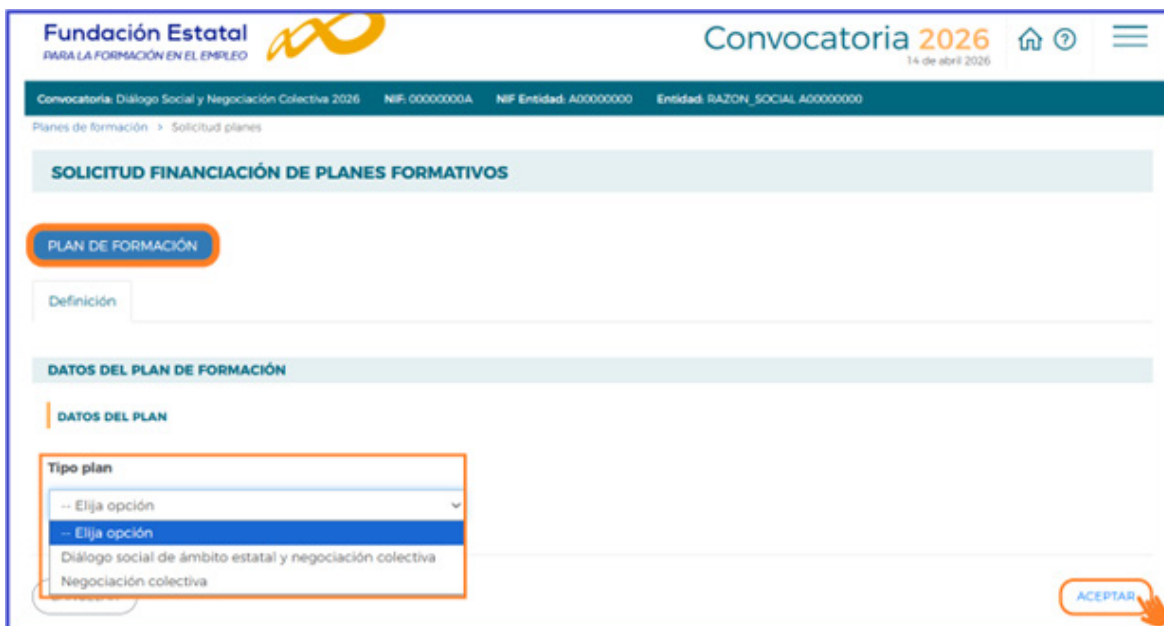 Fundación Estatal
PARA LA FORMACIÓN EN EL EMPLEO
Convocatoria 2026
14 de abril 2026
Convocatoria: Diálogo Social y Negociación Colectiva 2026 NIF: 00000000A NIF Entidad: A00000000 Entidad: RAZON_SOCIAL A00000000
Planes de formación > Solicitud planes
SOLICITUD FINANCIACIÓN DE PLANES FORMATIVOS
PLAN DE FORMACIÓN
Definición
DATOS DEL PLAN DE FORMACIÓN
DATOS DEL PLAN
Tipo plan
-- Elija opción
-- Elija opción
Diálogo social de ámbito estatal y negociación colectiva
Negociación colectiva
ACEPTAR